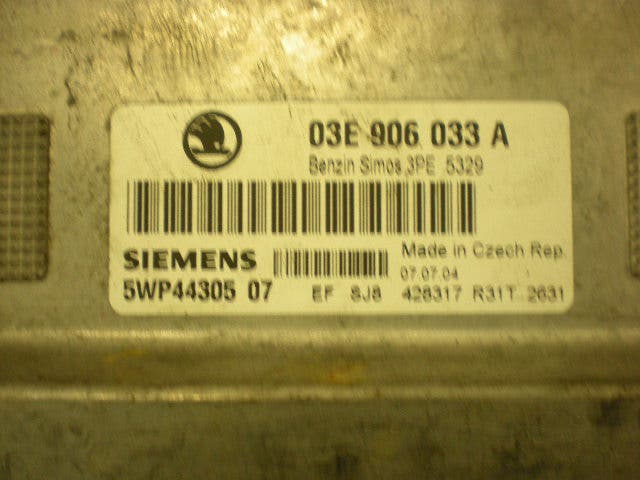 03E 906 033 A
Benzin Simos 3PE 5329
SIEMENS
Made in Czech Rep.
07.07.04
5WP44305 07
EF SJ8 428317 R31T 2631